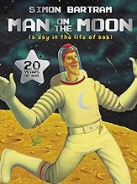 SIMON BARTRAM
MAN ON THE MOON
(a day in the life of bob)
20
YEARS